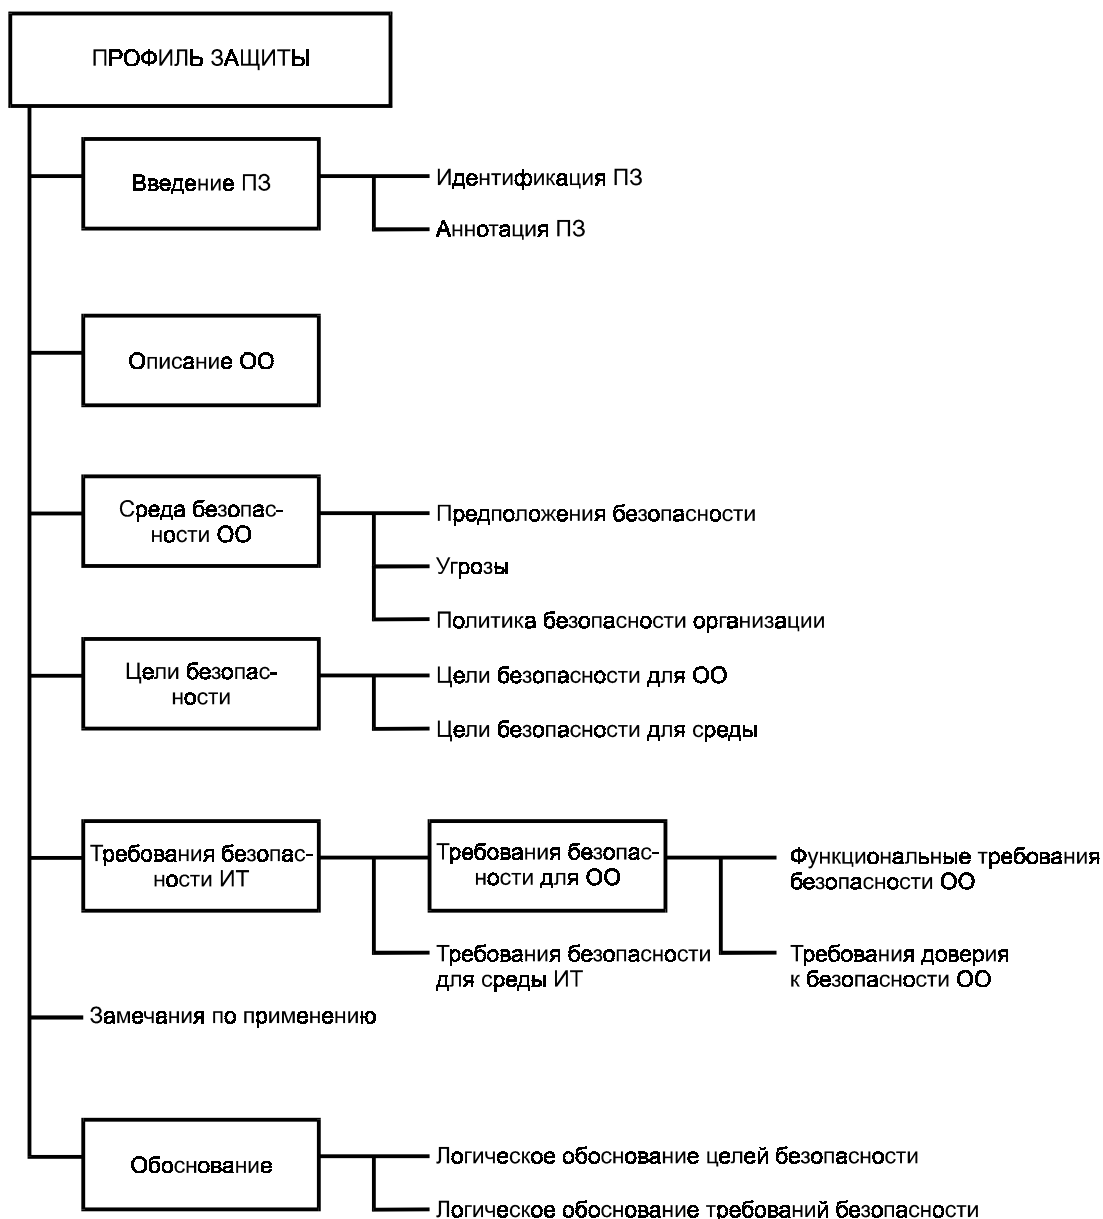 ПРОФИЛЬ ЗАЩИТЫ
Введение ПЗ
Идентификация ПЗ
Аннотация ПЗ
Описание ОО
Среда безопас-
ности ОО
Предположения безопасности
Угрозы
Политика безопасности организации
Цели безопас-
ности
Цели безопасности для ОО
Цели безопасности для среды
Требования безопас-
ности ИТ
Требования безопас-
ности для ОО
Функциональные требования
безопасности ОО
Требования безопасности
для среды ИТ
Требования доверия
к безопасности ОО
Замечания по применению
Обоснование
Логическое обоснование целей безопасности
Логическое обоснование требований безопасности